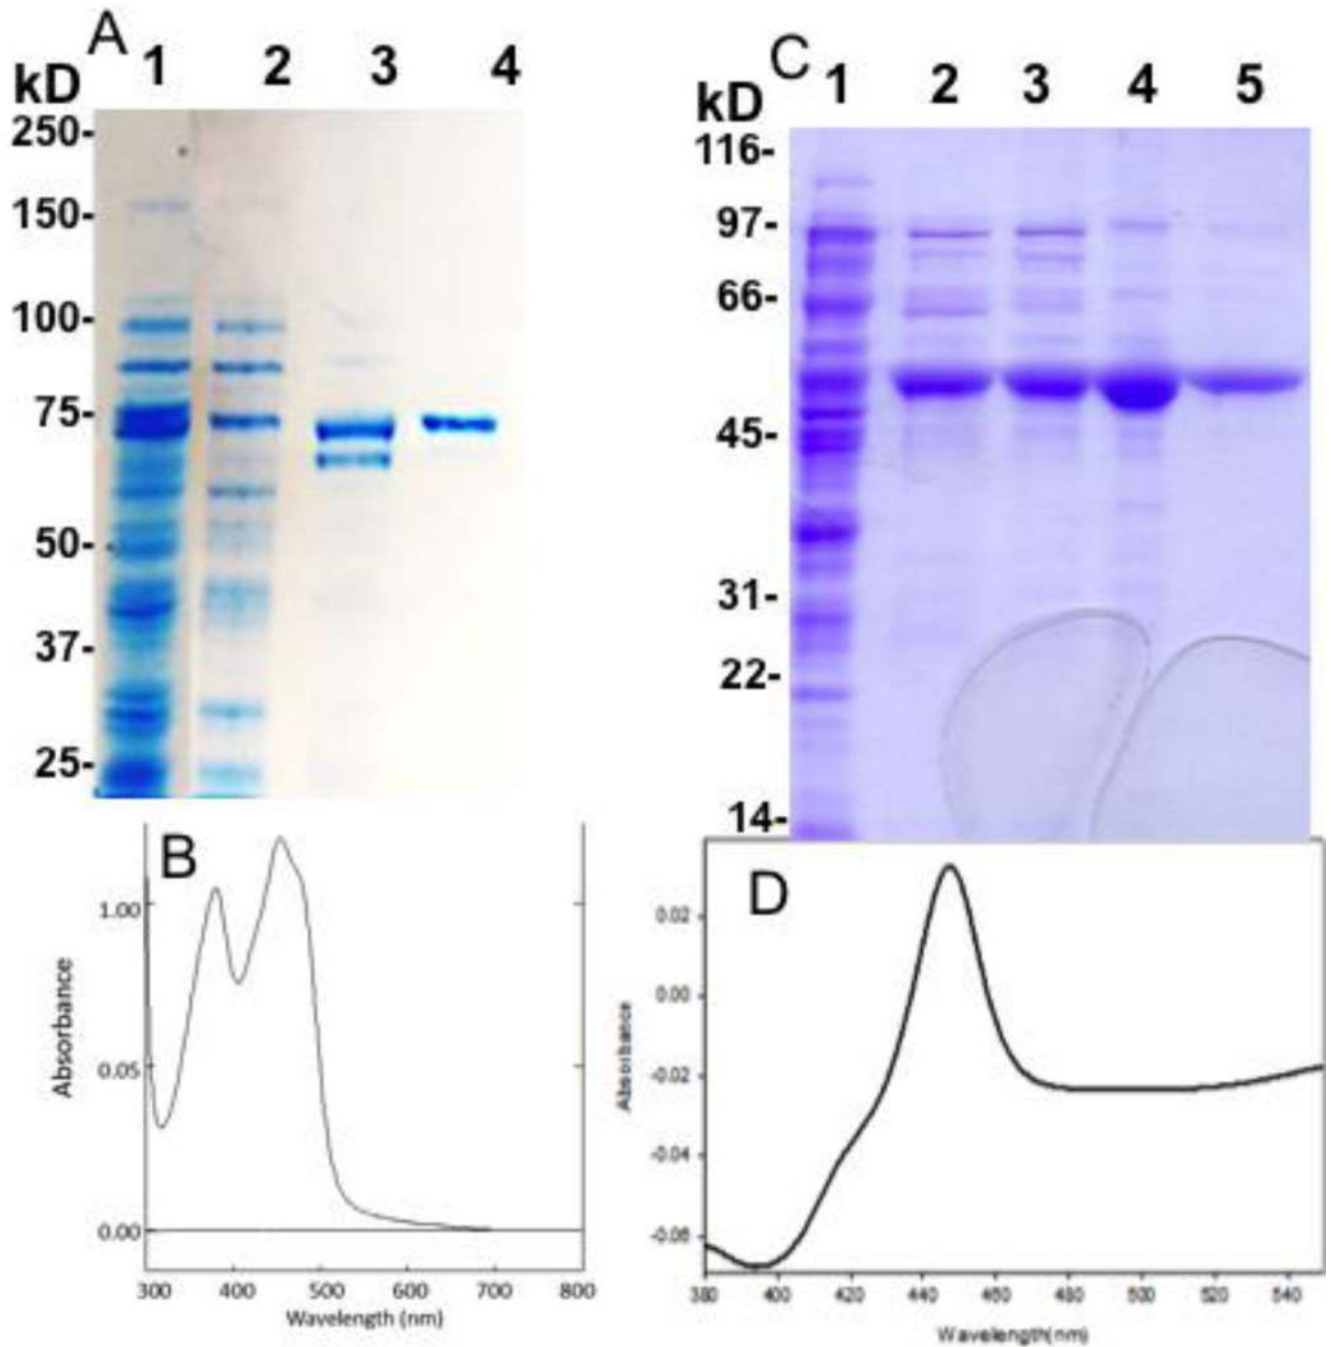 A
1 2 3 4
kD
250-
150-
100-
75-
50-
37-
25-
C
1 2 3 4 5
kD
116-
97-
66-
45-
31-
22-
14-
B
1.00
0.05
0.00
Absorbance
300 400 500 600 700 800
Wavelength (nm)
D
0.02
0.00
-0.02
-0.04
-0.06
Absorbance
380 400 420 440 460 480 500 520 540
Wavelength(nm)